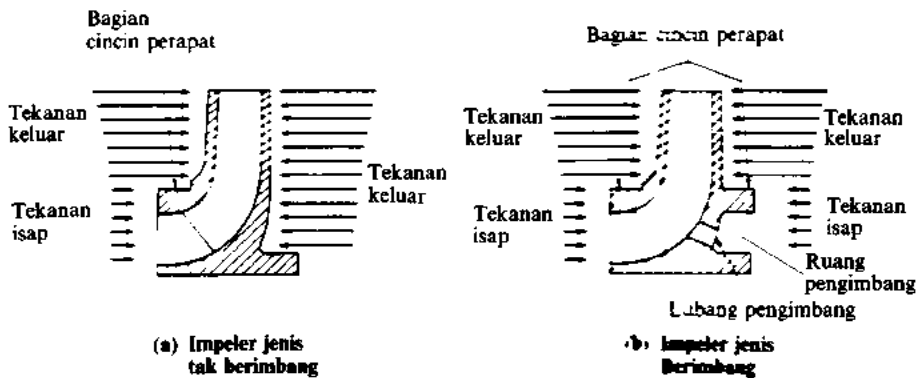 Bagian
cincin perapat
Tekanan
keluar
Tekanan
isap
Tekanan
keluar
(a) Impeler jenis
tak berimbang
Bagian cincin perapat
Tekanan
keluar
Tekanan
keluar
Tekanan
isap
Tekanan
isap
Ruang
pengimbang
Lubang pengimbang
(b) Impeler jenis
Berimbang